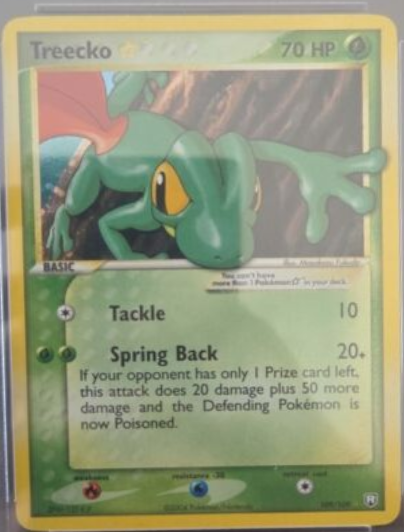 Treecko
70 HP
BASIC
You can't have
more than 1 Pokémon ☆ in your deck.
Tackle 10
Spring Back 20+
If your opponent has only 1 Prize card left,
this attack does 20 damage plus 50 more
damage and the Defending Pokémon is
now Poisoned.
weakness
resistance -30
retreat cost
R